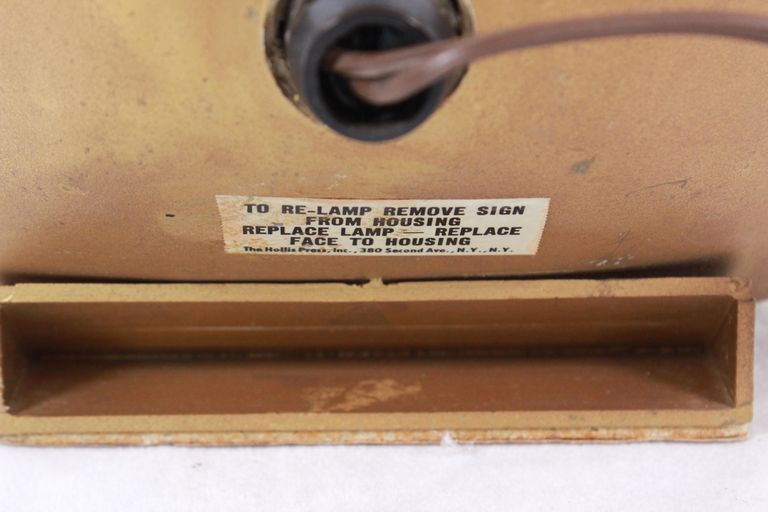 TO RE-LAMP REMOVE SIGN
FROM HOUSING
REPLACE LAMP — REPLACE
FACE TO HOUSING
The Hollis Press, Inc., 380 Second Ave., N.Y., N.Y.